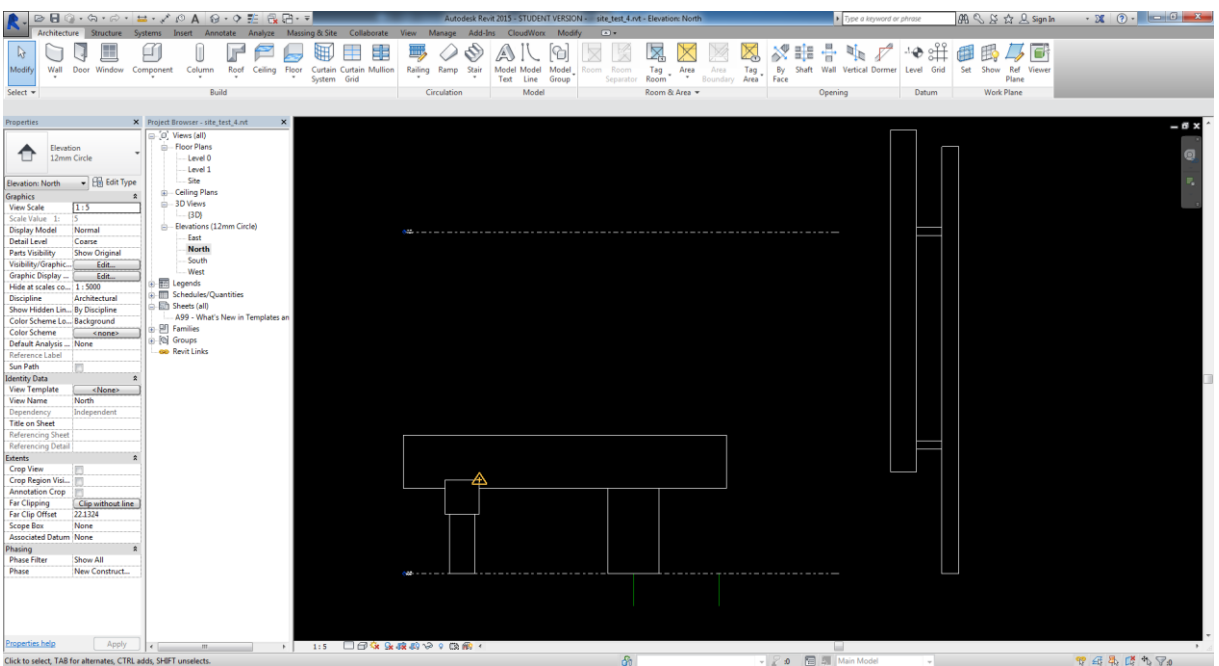 Autodesk Revit 2015 - STUDENT VERSION - site_test_4.rvt - Elevation: North
Type a keyword or phrase
Sign In
Architecture Structure Systems Insert Annotate Analyze Massing & Site Collaborate View Manage Add-Ins CloudWorx Modify
Modify Wall Door Window Component Column Roof Ceiling Floor Curtain System Curtain Grid Mullion Railing Ramp Stair Model Text Model Line Model Group Room Room Separator Tag Room Area Area Boundary Tag Area By Face Shaft Wall Vertical Dormer Level Grid Set Show Ref Plane Viewer
Select Build Circulation Model Room & Area Opening Datum Work Plane
Properties
Elevation
12mm Circle
Elevation: North Edit Type
Graphics
View Scale 1 : 5
Scale Value 1: 5
Display Model Normal
Detail Level Coarse
Parts Visibility Show Original
Visibility/Graphic... Edit...
Graphic Display ... Edit...
Hide at scales co... 1 : 5000
Discipline Architectural
Show Hidden Lin... By Discipline
Color Scheme Lo... Background
Color Scheme <none>
Default Analysis ... None
Reference Label
Sun Path
Identity Data
View Template <None>
View Name North
Dependency Independent
Title on Sheet
Referencing Sheet
Referencing Detail
Extents
Crop View
Crop Region Visi...
Annotation Crop
Far Clipping Clip without line
Far Clip Offset 22.1324
Scope Box None
Associated Datum None
Phasing
Phase Filter Show All
Phase New Construct...
Properties help Apply
Project Browser - site_test_4.rvt
Views (all)
Floor Plans
Level 0
Level 1
Site
Ceiling Plans
3D Views
{3D}
Elevations (12mm Circle)
East
North
South
West
Legends
Schedules/Quantities
Sheets (all)
A99 - What's New in Templates an
Families
Groups
Revit Links
1 : 5
Click to select, TAB for alternates, CTRL adds, SHIFT unselects.
:0
Main Model
:0